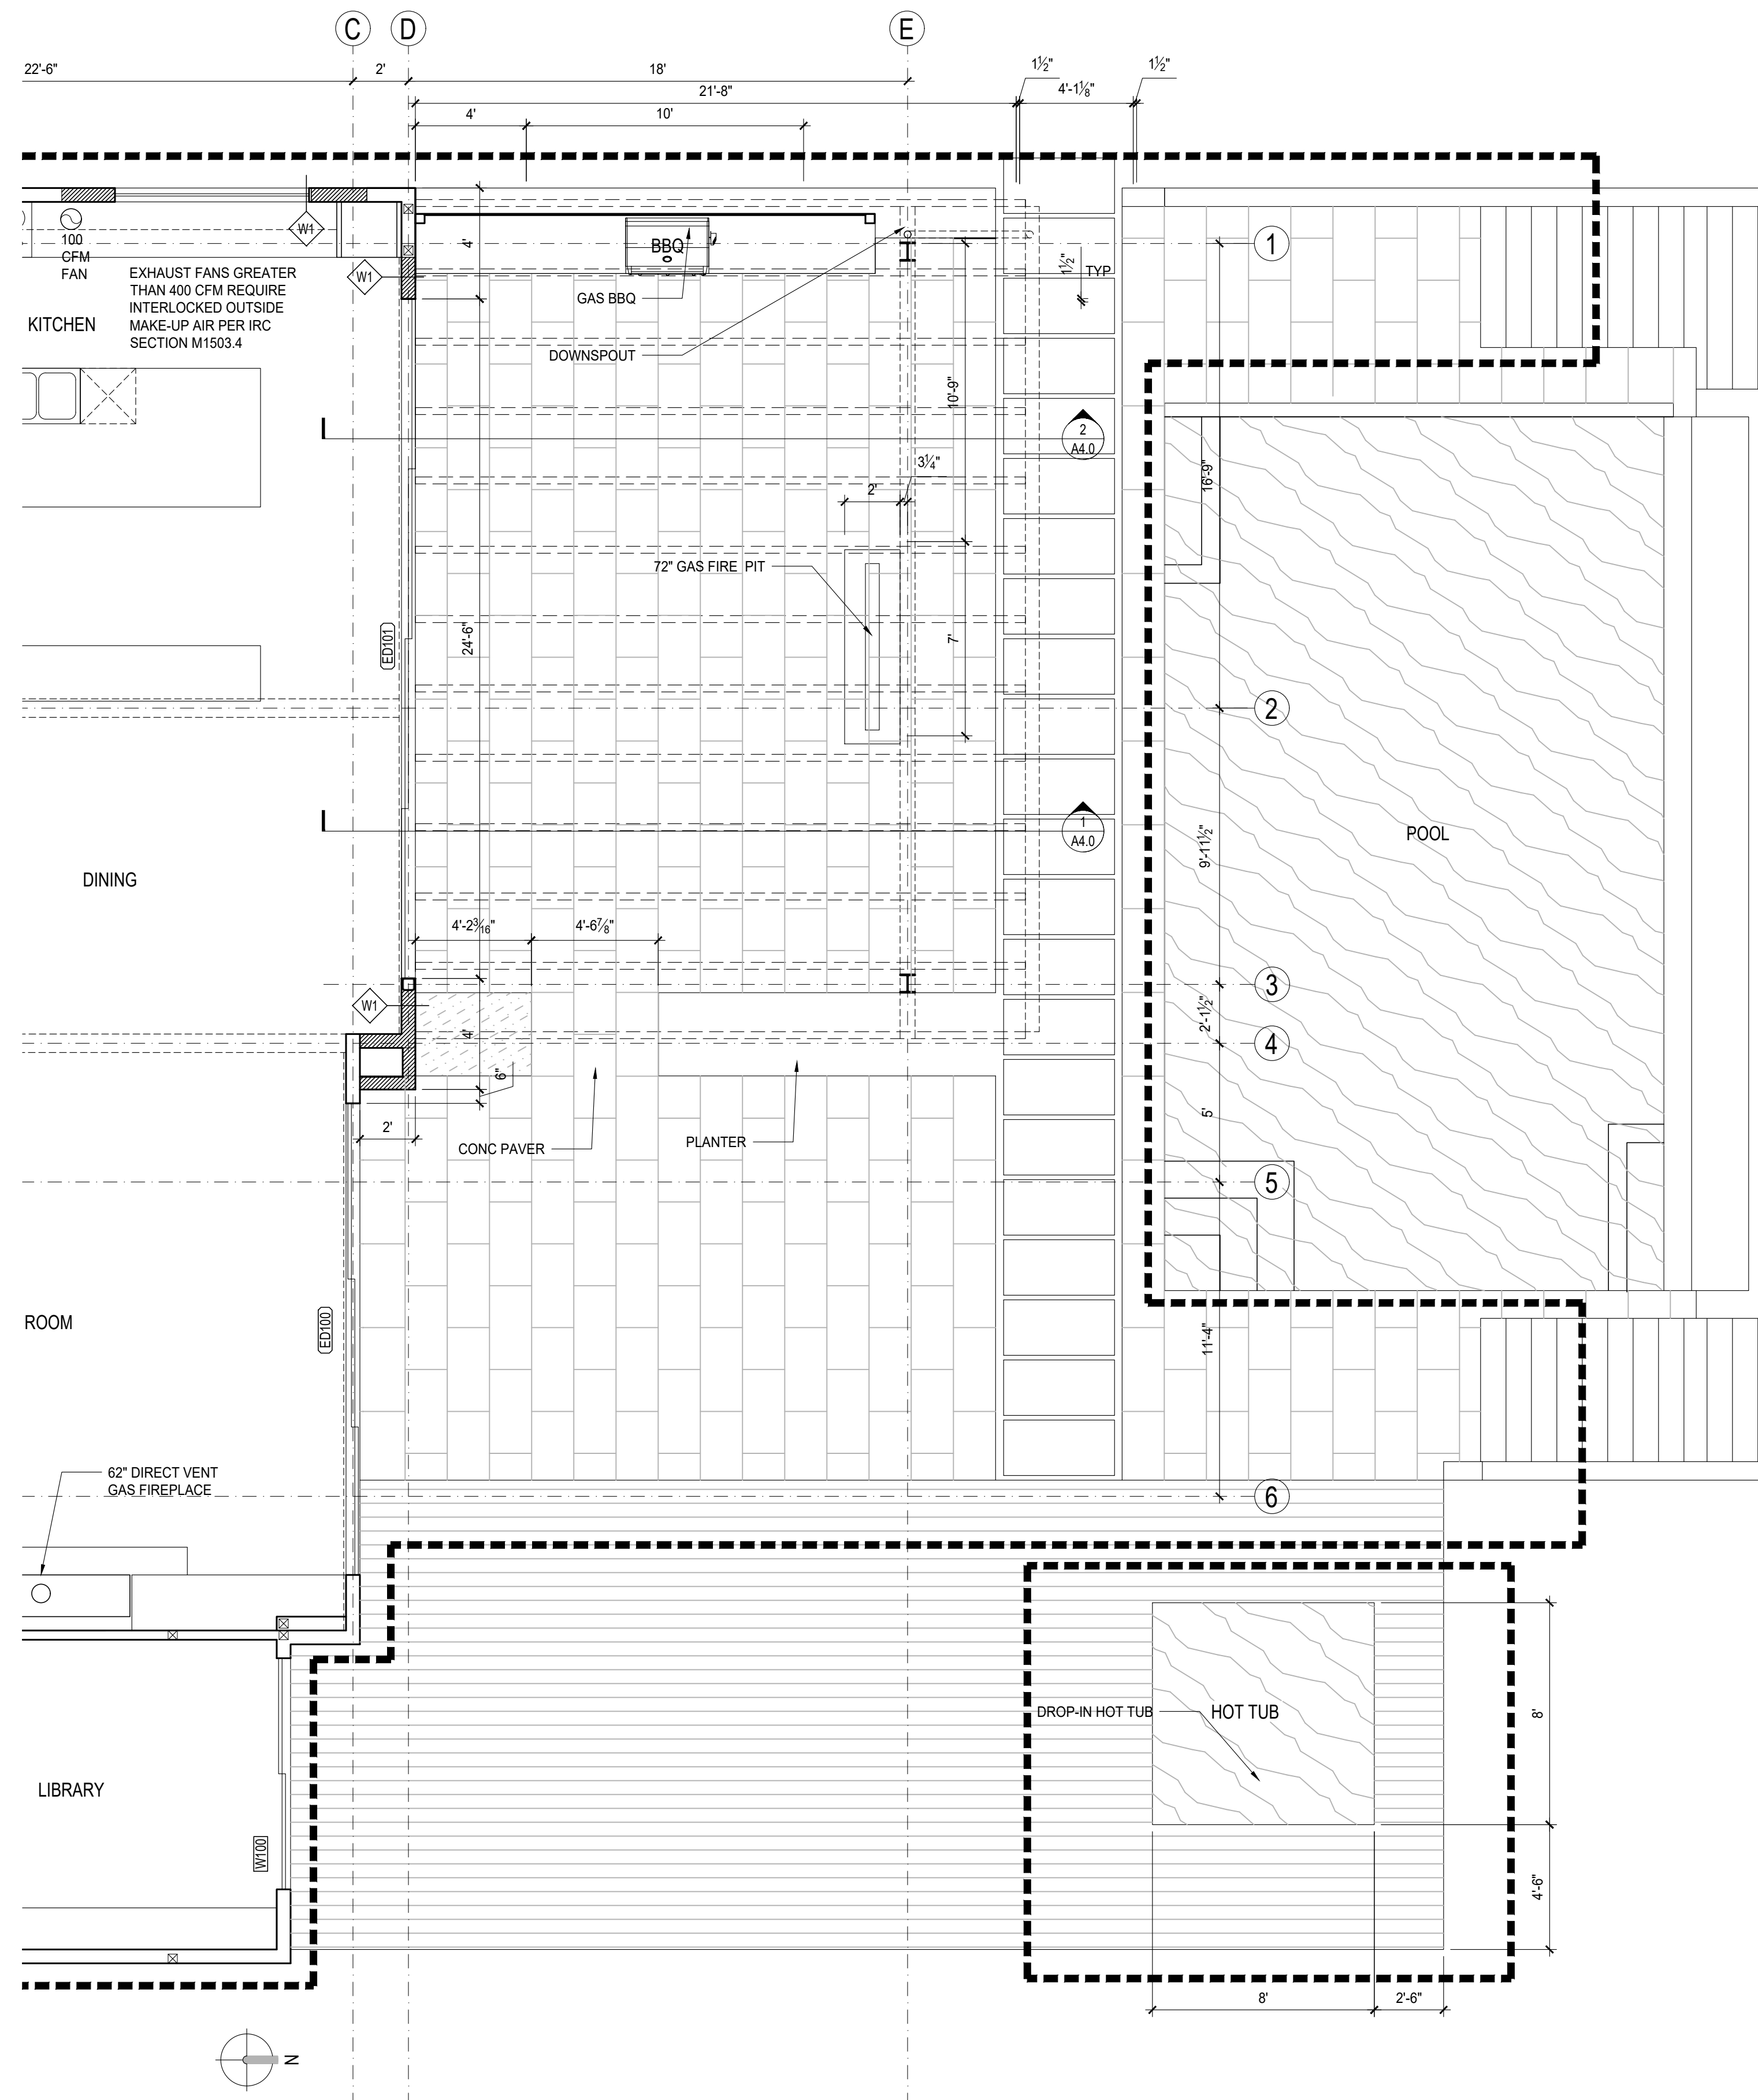 C
D
E
22'-6"
2'
18'
1½"
4'-1⅛"
1½"
21'-8"
4'
10'
W1
100
CFM
FAN
W1
EXHAUST FANS GREATER
THAN 400 CFM REQUIRE
INTERLOCKED OUTSIDE
MAKE-UP AIR PER IRC
SECTION M1503.4
KITCHEN
4'
BBQ
GAS BBQ
DOWNSPOUT
1½"
TYP
1
10'-9"
2
A4.0
3¼"
2'
16'-9"
72" GAS FIRE PIT
ED101
24'-6"
7'
2
DINING
1
A4.0
9'-11½"
POOL
4'-2³⁄₁₆"
4'-6⅞"
3
W1
4'
2'-1½"
4
6"
2'
CONC PAVER
PLANTER
5'
5
ROOM
ED100
11'-4"
62" DIRECT VENT
GAS FIREPLACE
6
DROP-IN HOT TUB
HOT TUB
8'
LIBRARY
W100
4'-6"
8'
2'-6"
N